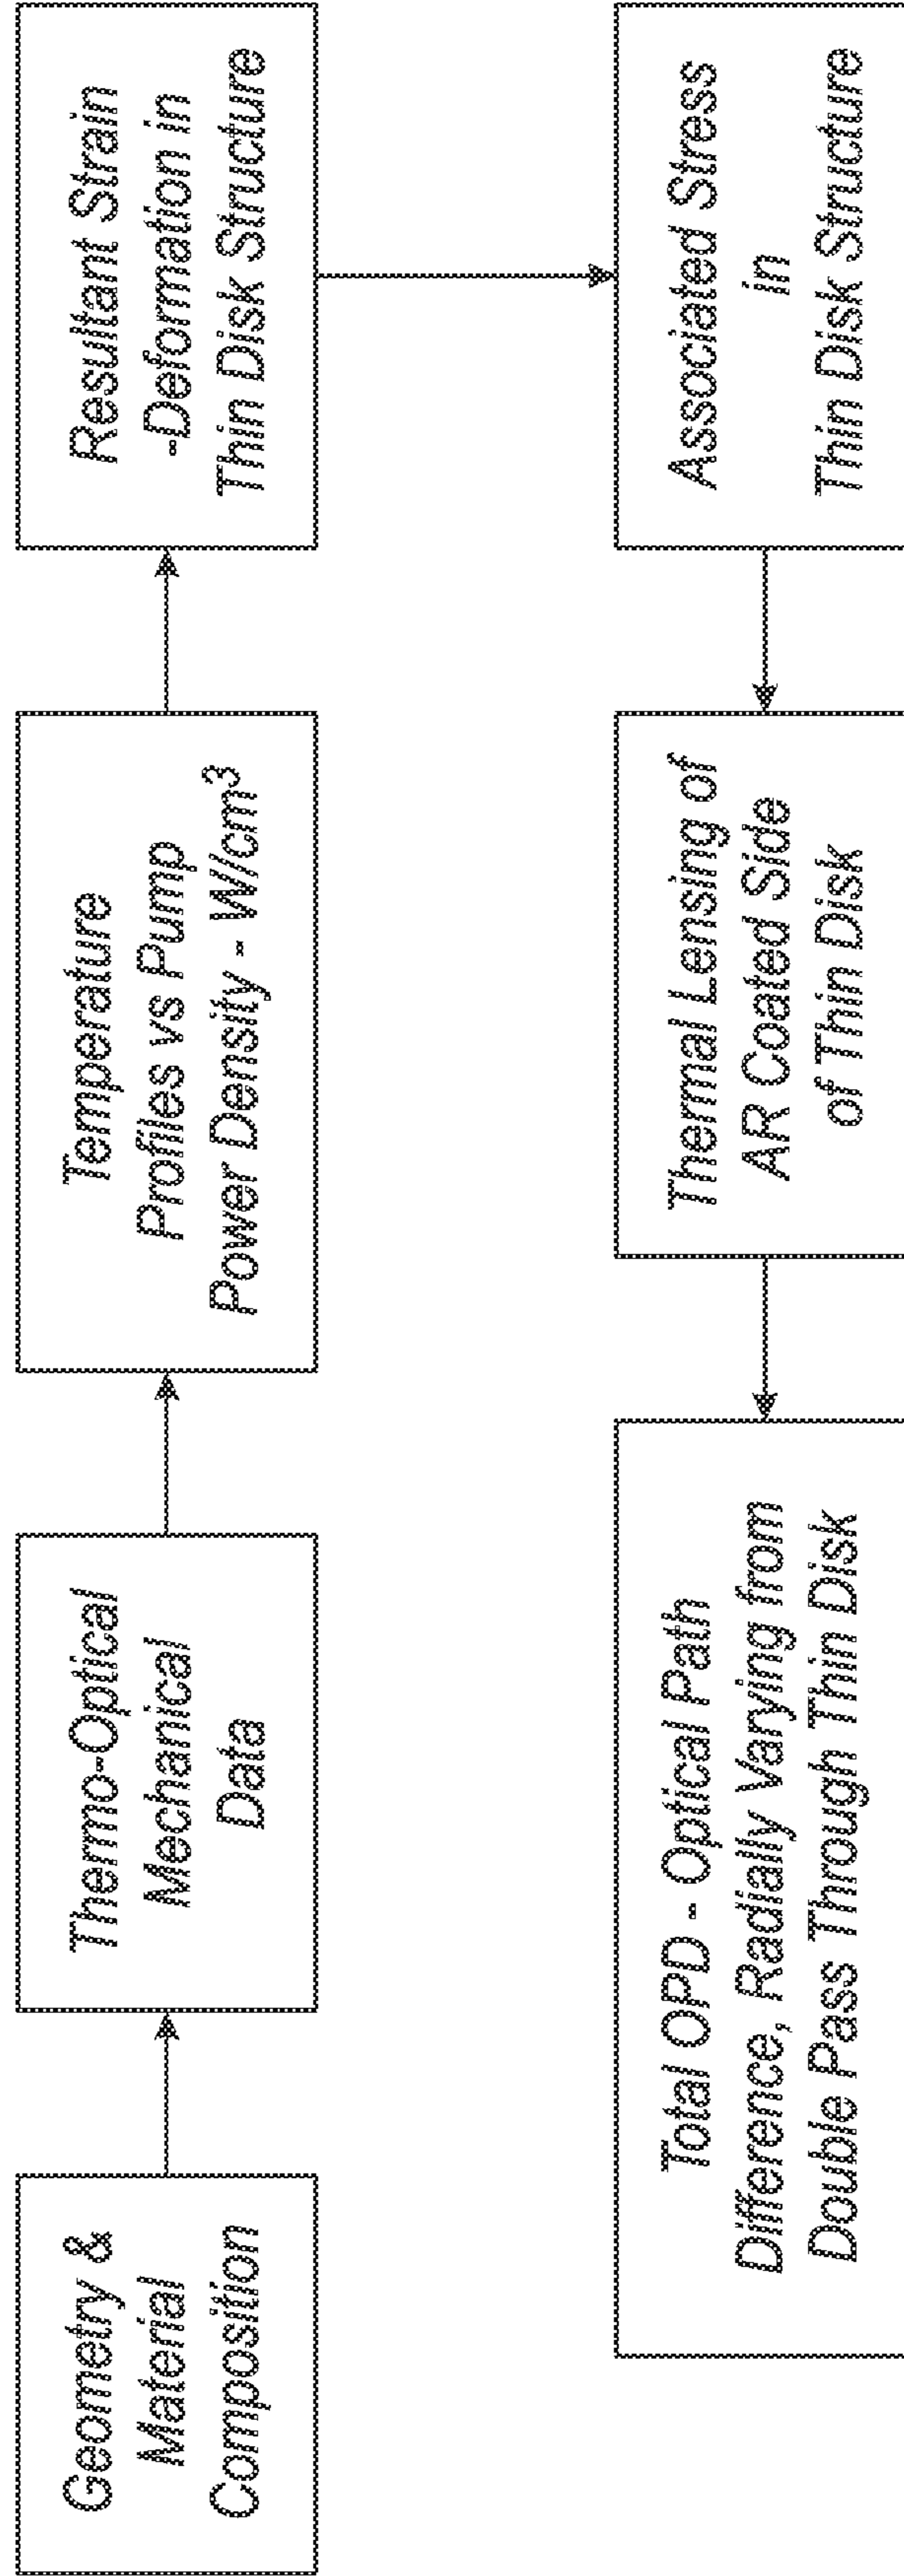 Geometry &
Material
Composition
Thermo-Optical
Mechanical
Data
Temperature
Profiles vs Pump
Power Density - W/cm³
Resultant Strain
-Deformation in
Thin Disk Structure
Associated Stress
in
Thin Disk Structure
Thermal Lensing of
AR Coated Side
of Thin Disk
Total OPD - Optical Path
Difference, Radially Varying from
Double Pass Through Thin Disk